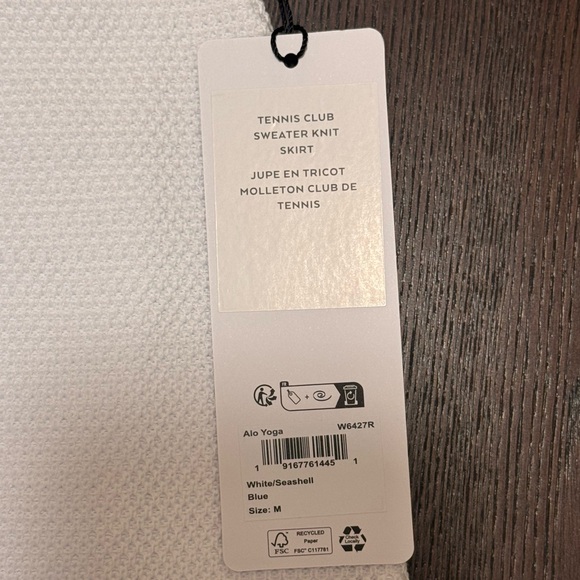 TENNIS CLUB
SWEATER KNIT
SKIRT
JUPE EN TRICOT
MOLLETON CLUB DE
TENNIS
FR
Alo Yoga W6427R
1 9167761445 1
White/Seashell
Blue
Size: M
FSC
RECYCLED
Paper
FSC® C117781
Check
Locally